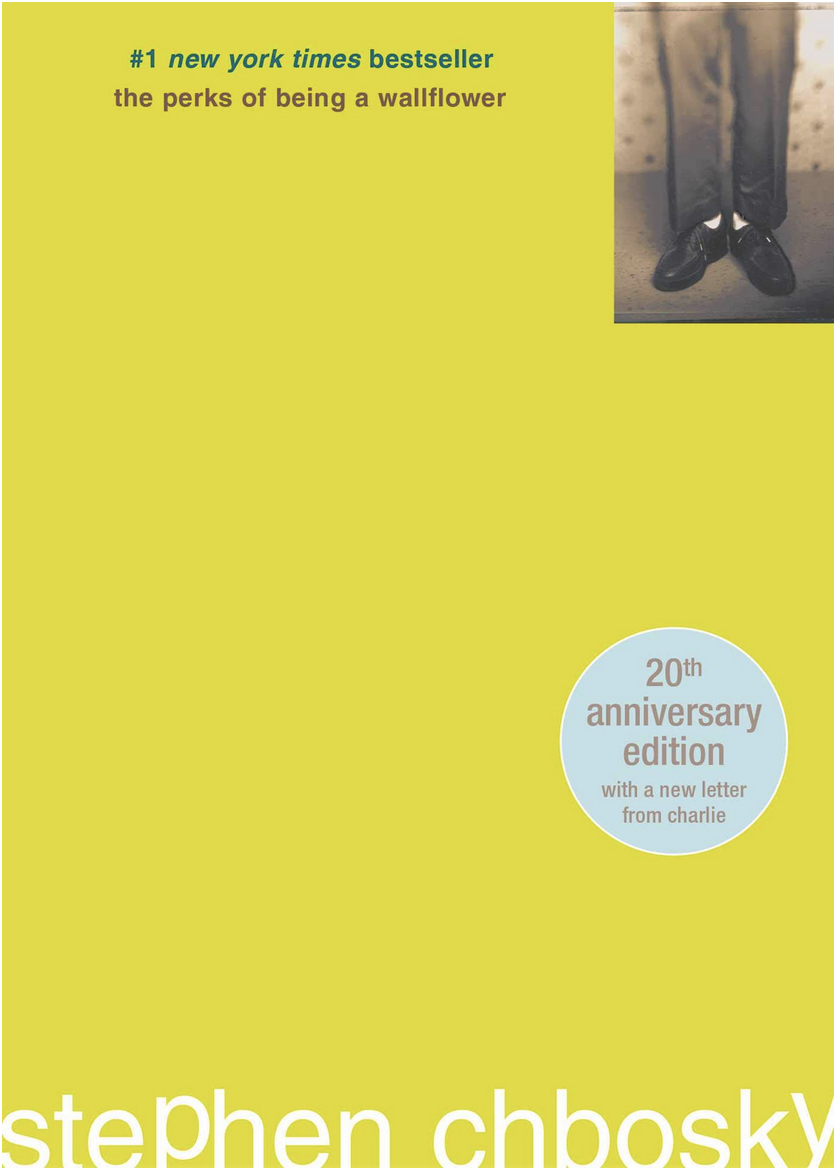 #1 new york times bestseller
the perks of being a wallflower
20th
anniversary
edition
with a new letter
from charlie
stephen chbosky